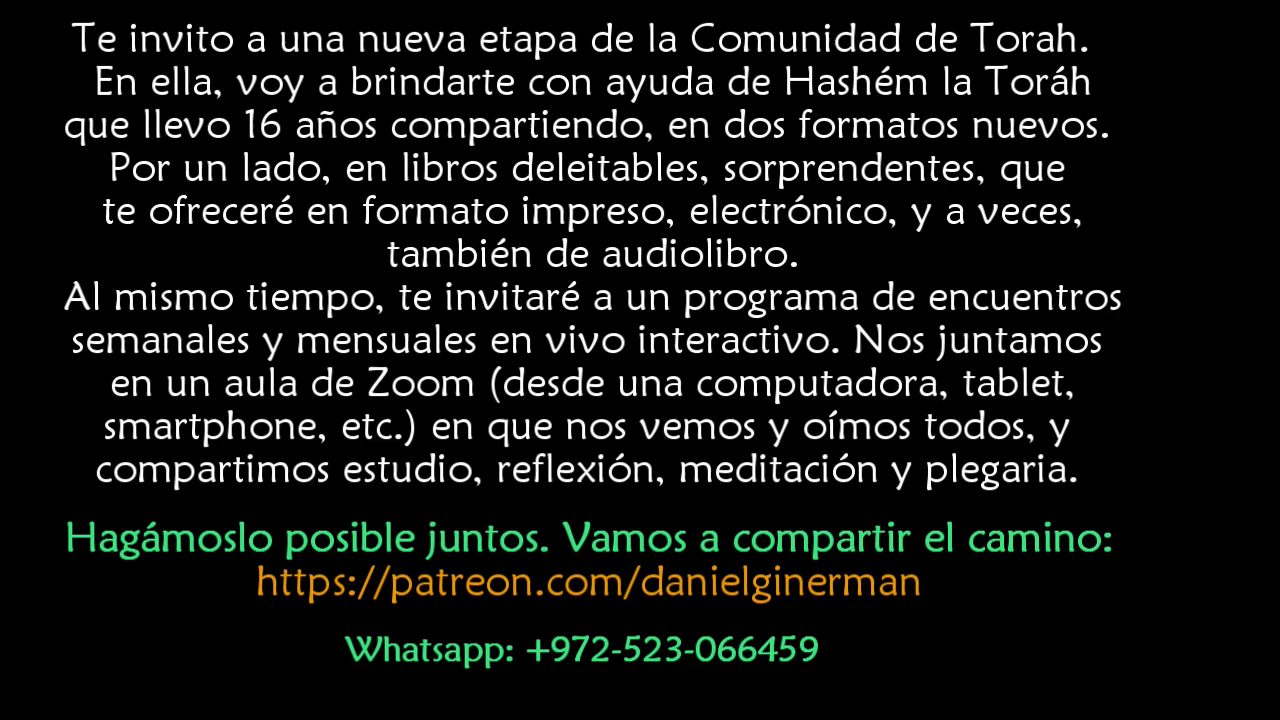 Te invito a una nueva etapa de la Comunidad de Torah.
En ella, voy a brindarte con ayuda de Hashém la Toráh
que llevo 16 años compartiendo, en dos formatos nuevos.
Por un lado, en libros deleitables, sorprendentes, que
te ofreceré en formato impreso, electrónico, y a veces,
también de audiolibro.
Al mismo tiempo, te invitaré a un programa de encuentros
semanales y mensuales en vivo interactivo. Nos juntamos
en un aula de Zoom (desde una computadora, tablet,
smartphone, etc.) en que nos vemos y oímos todos, y
compartimos estudio, reflexión, meditación y plegaria.
Hagámoslo posible juntos. Vamos a compartir el camino:
https://patreon.com/danielginerman
Whatsapp: +972-523-066459